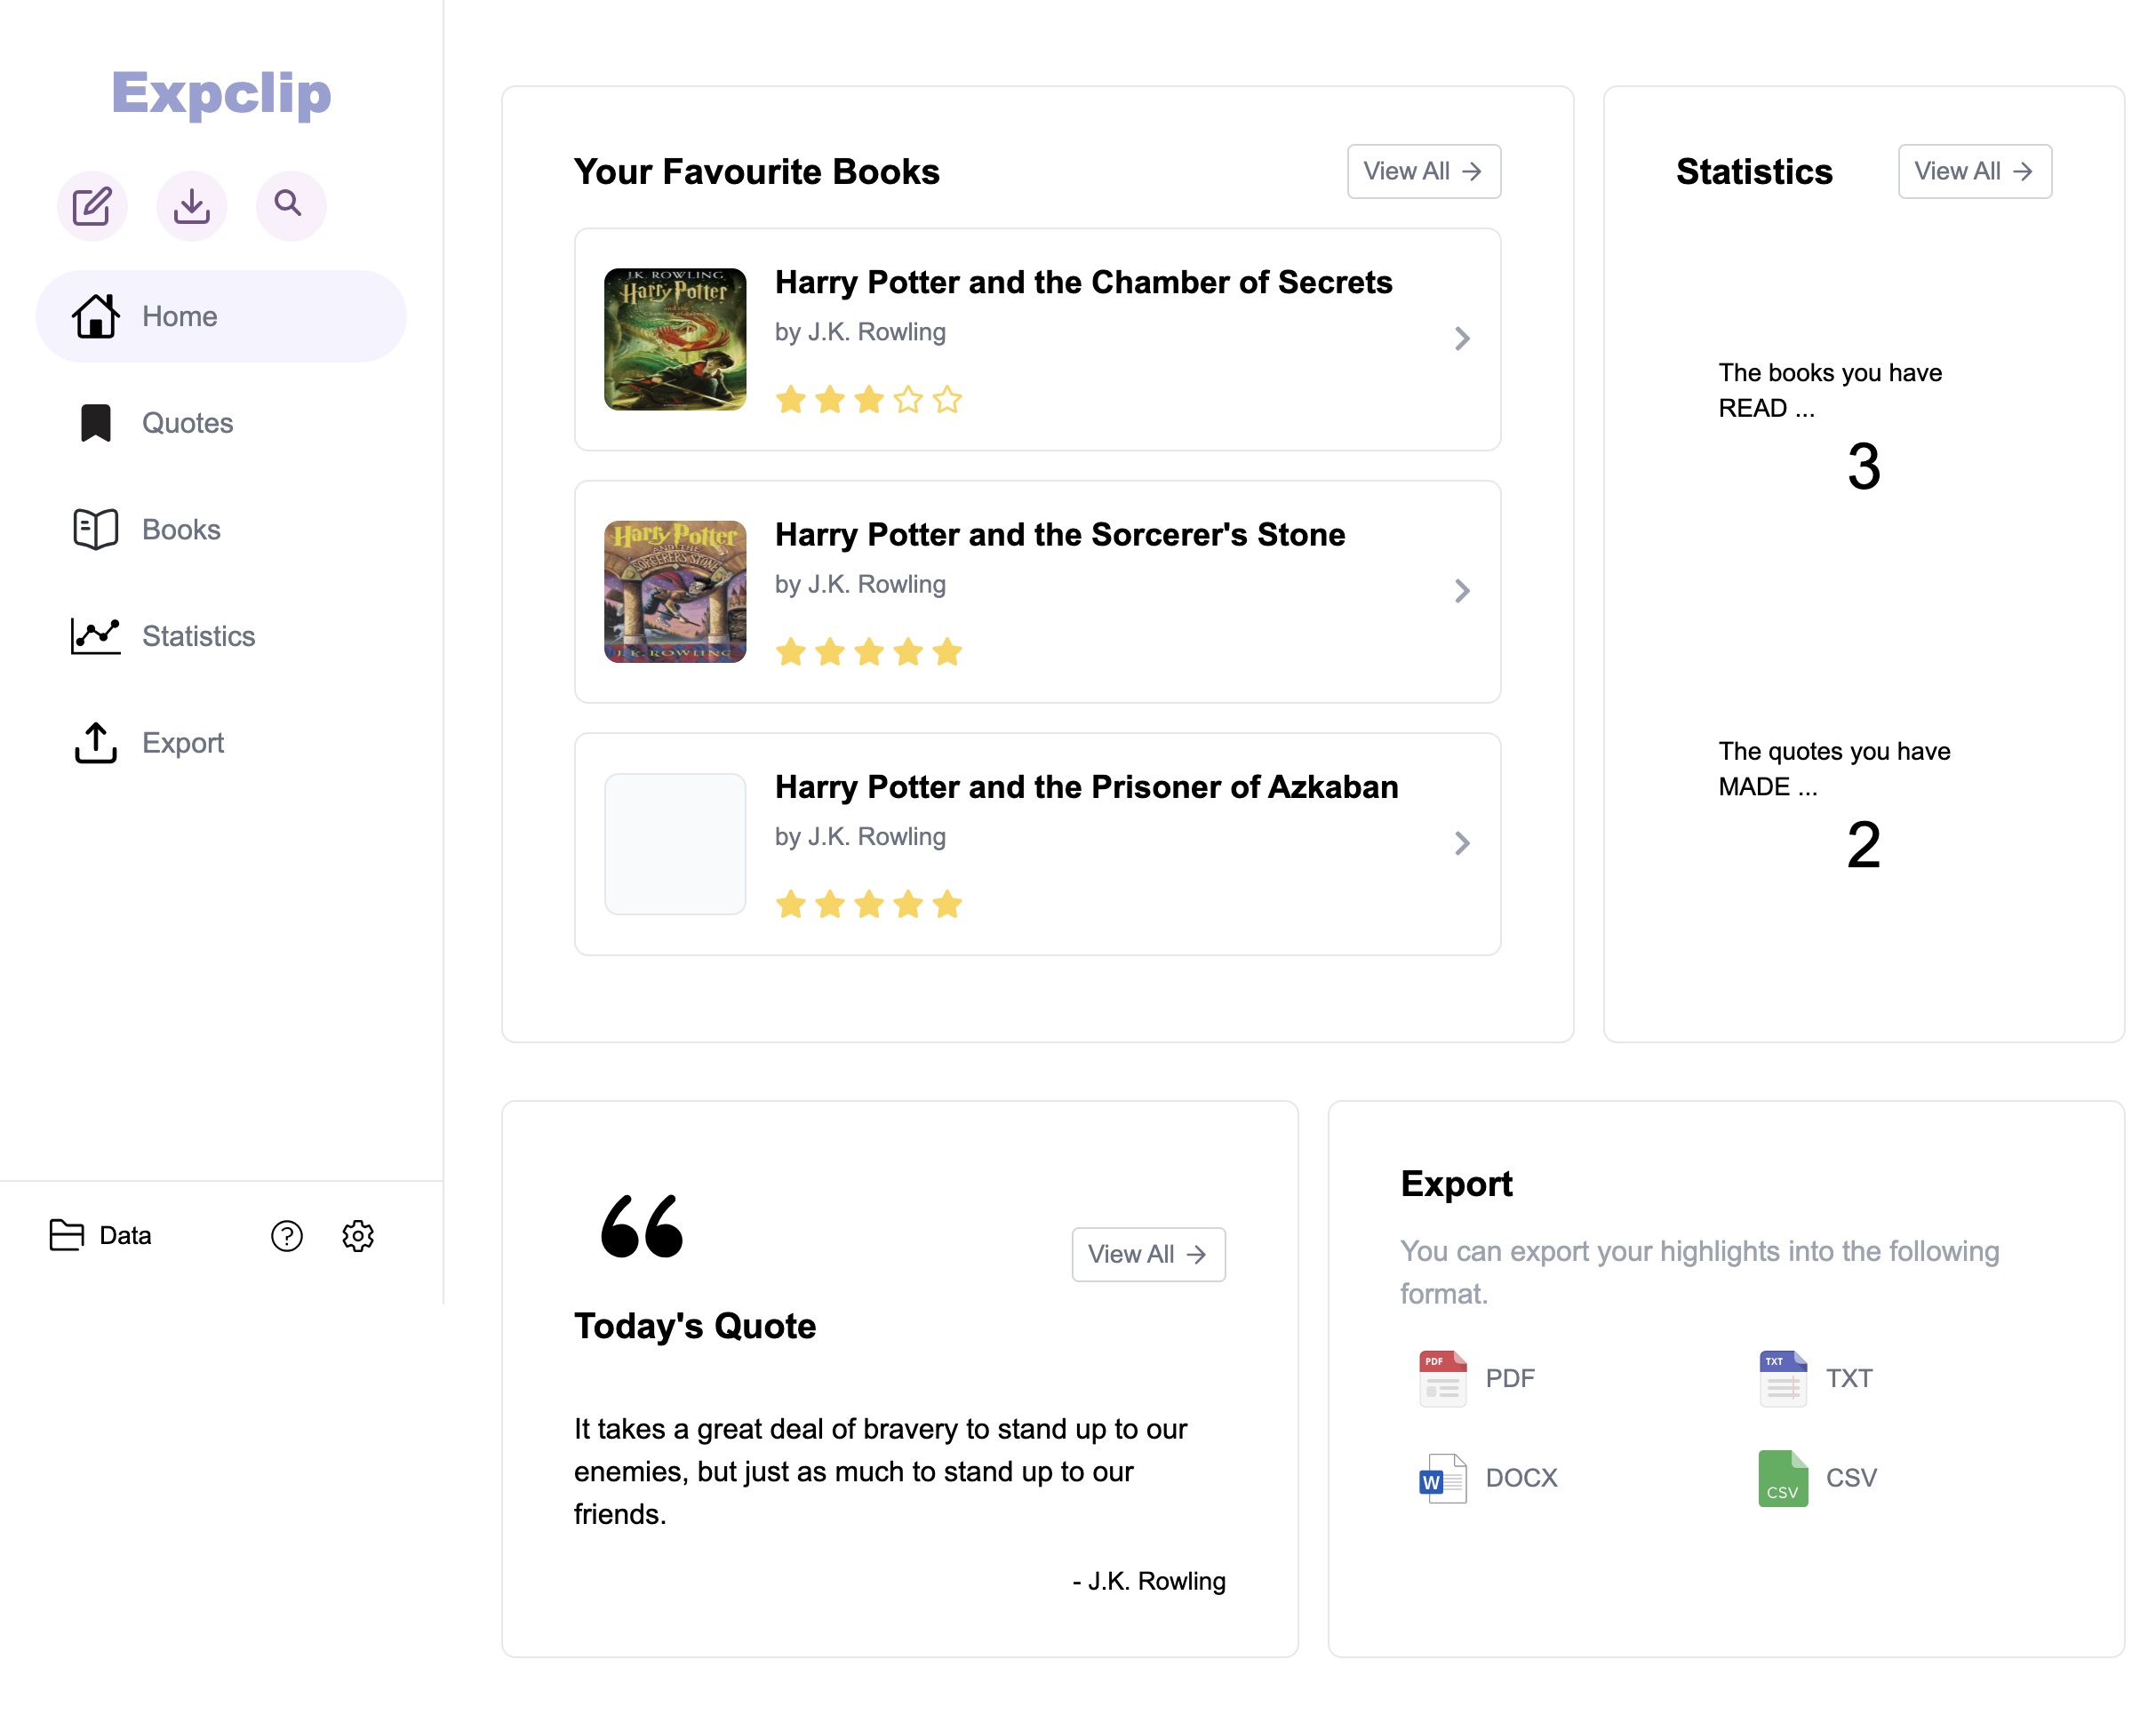 Expclip
Home
Quotes
Books
Statistics
Export
Data
?
Your Favourite Books
View All →
J.K. ROWLING
Harry Potter
Harry Potter and the Chamber of Secrets
by J.K. Rowling
Harry Potter
AND THE
SORCERER'S STONE
J.K. ROWLING
Harry Potter and the Sorcerer's Stone
by J.K. Rowling
Harry Potter and the Prisoner of Azkaban
by J.K. Rowling
Statistics
View All →
The books you have
READ ...
3
The quotes you have
MADE ...
2
“
View All →
Today's Quote
It takes a great deal of bravery to stand up to our
enemies, but just as much to stand up to our
friends.
- J.K. Rowling
Export
You can export your highlights into the following
format.
PDF
PDF
TXT
TXT
W
DOCX
CSV
CSV